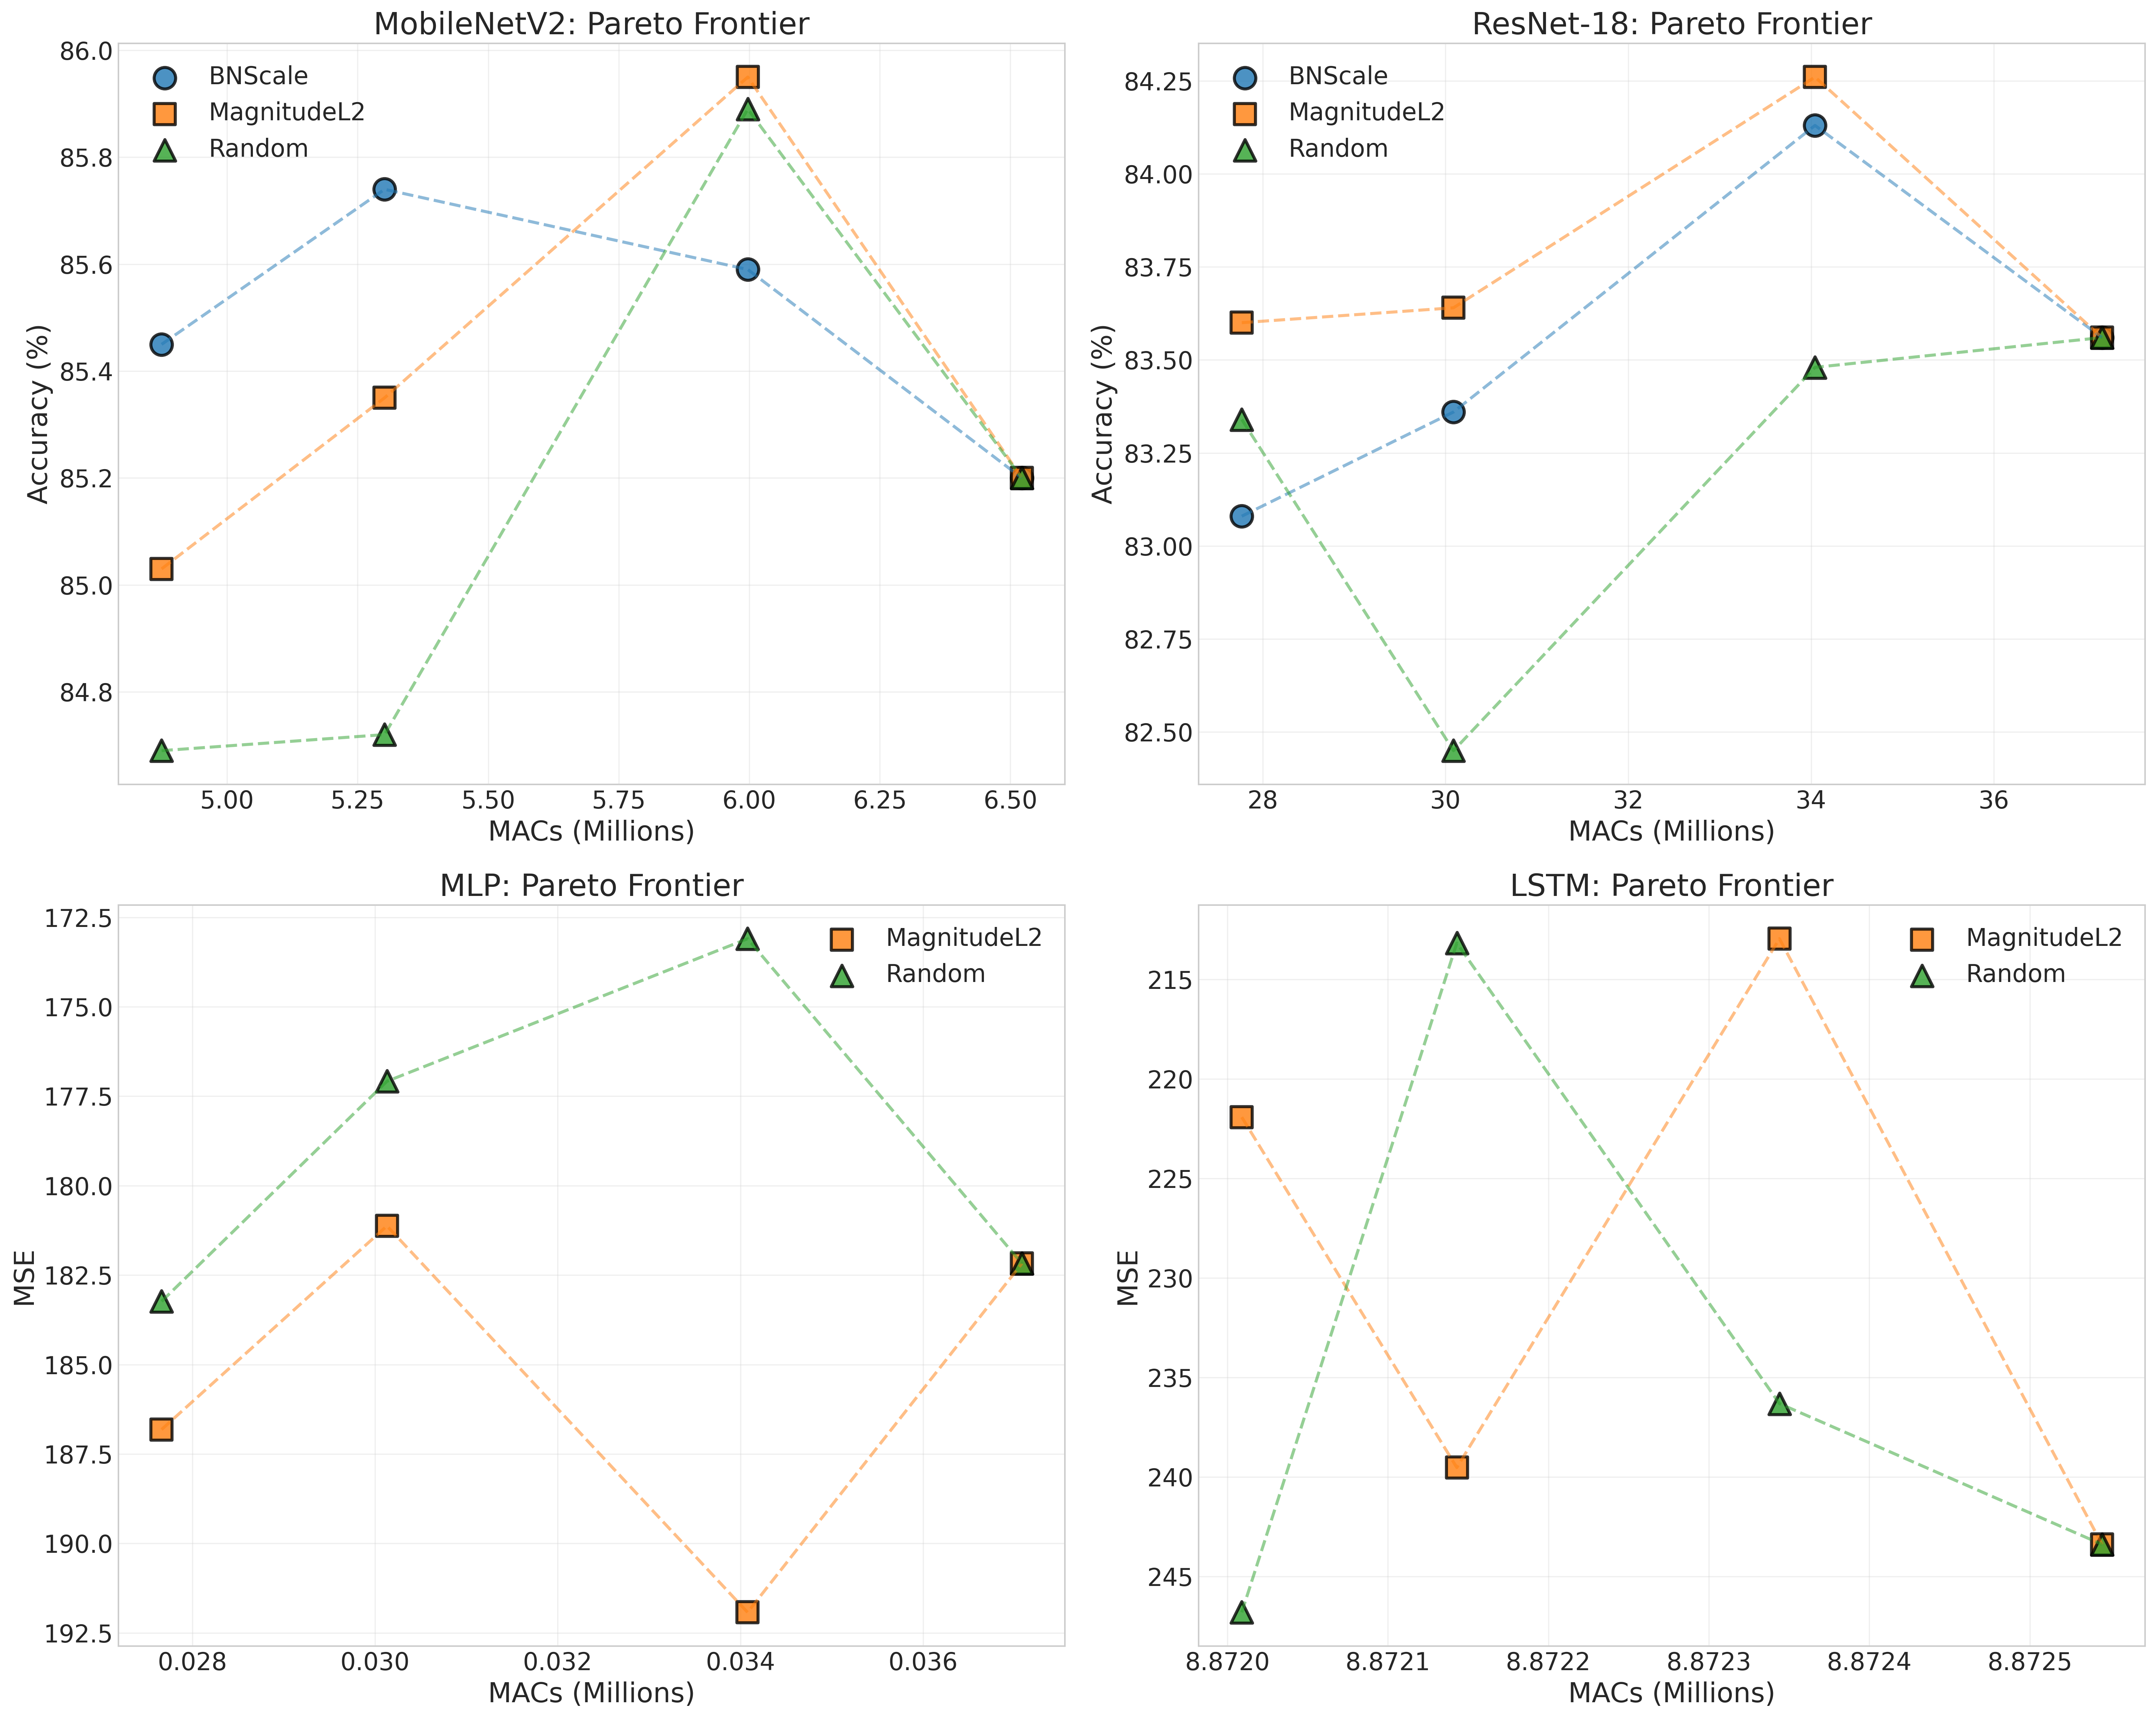 MobileNetV2: Pareto Frontier
BNScale
MagnitudeL2
Random
86.0
85.8
85.6
85.4
85.2
85.0
84.8
Accuracy (%)
5.00 5.25 5.50 5.75 6.00 6.25 6.50
MACs (Millions)
ResNet-18: Pareto Frontier
BNScale
MagnitudeL2
Random
84.25
84.00
83.75
83.50
83.25
83.00
82.75
82.50
Accuracy (%)
28 30 32 34 36
MACs (Millions)
MLP: Pareto Frontier
MagnitudeL2
Random
172.5
175.0
177.5
180.0
182.5
185.0
187.5
190.0
192.5
MSE
0.028 0.030 0.032 0.034 0.036
MACs (Millions)
LSTM: Pareto Frontier
MagnitudeL2
Random
215
220
225
230
235
240
245
MSE
8.8720 8.8721 8.8722 8.8723 8.8724 8.8725
MACs (Millions)